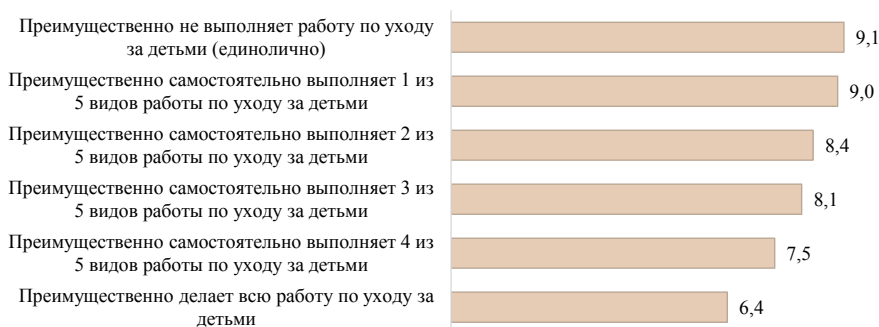 Преимущественно не выполняет работу по уходу
за детьми (единолично)
9,1
Преимущественно самостоятельно выполняет 1 из
5 видов работы по уходу за детьми
9,0
Преимущественно самостоятельно выполняет 2 из
5 видов работы по уходу за детьми
8,4
Преимущественно самостоятельно выполняет 3 из
5 видов работы по уходу за детьми
8,1
Преимущественно самостоятельно выполняет 4 из
5 видов работы по уходу за детьми
7,5
Преимущественно делает всю работу по уходу за
детьми
6,4